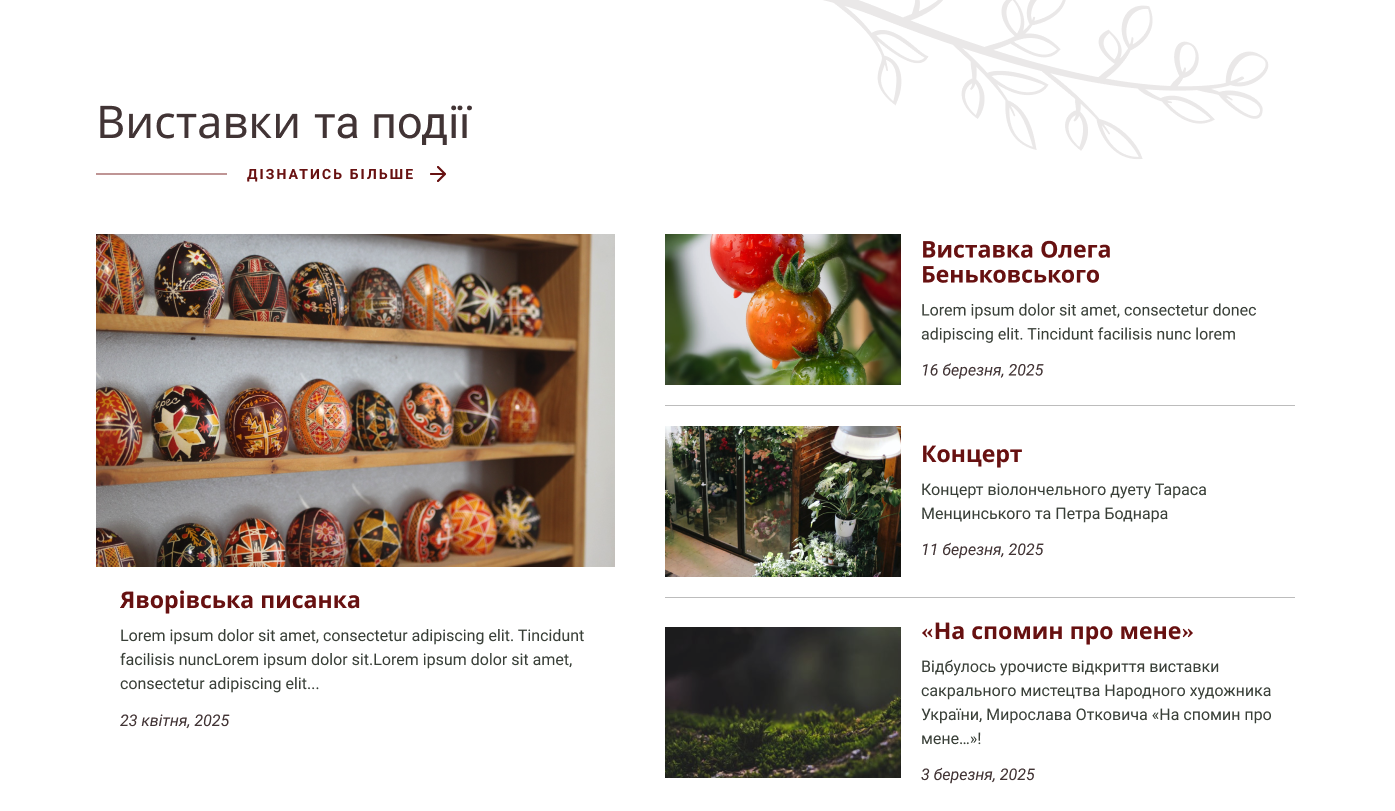 Виставки та події
ДІЗНАТИСЬ БІЛЬШЕ
Яворівська писанка
Lorem ipsum dolor sit amet, consectetur adipiscing elit. Tincidunt
facilisis nuncLorem ipsum dolor sit.Lorem ipsum dolor sit amet,
consectetur adipiscing elit...
23 квітня, 2025
Виставка Олега
Беньковського
Lorem ipsum dolor sit amet, consectetur donec
adipiscing elit. Tincidunt facilisis nunc lorem
16 березня, 2025
Концерт
Концерт віолончельного дуету Тараса
Менцинського та Петра Боднара
11 березня, 2025
«На спомин про мене»
Відбулось урочисте відкриття виставки
сакрального мистецтва Народного художника
України, Мирослава Отковича «На спомин про
мене…»!
3 березня, 2025